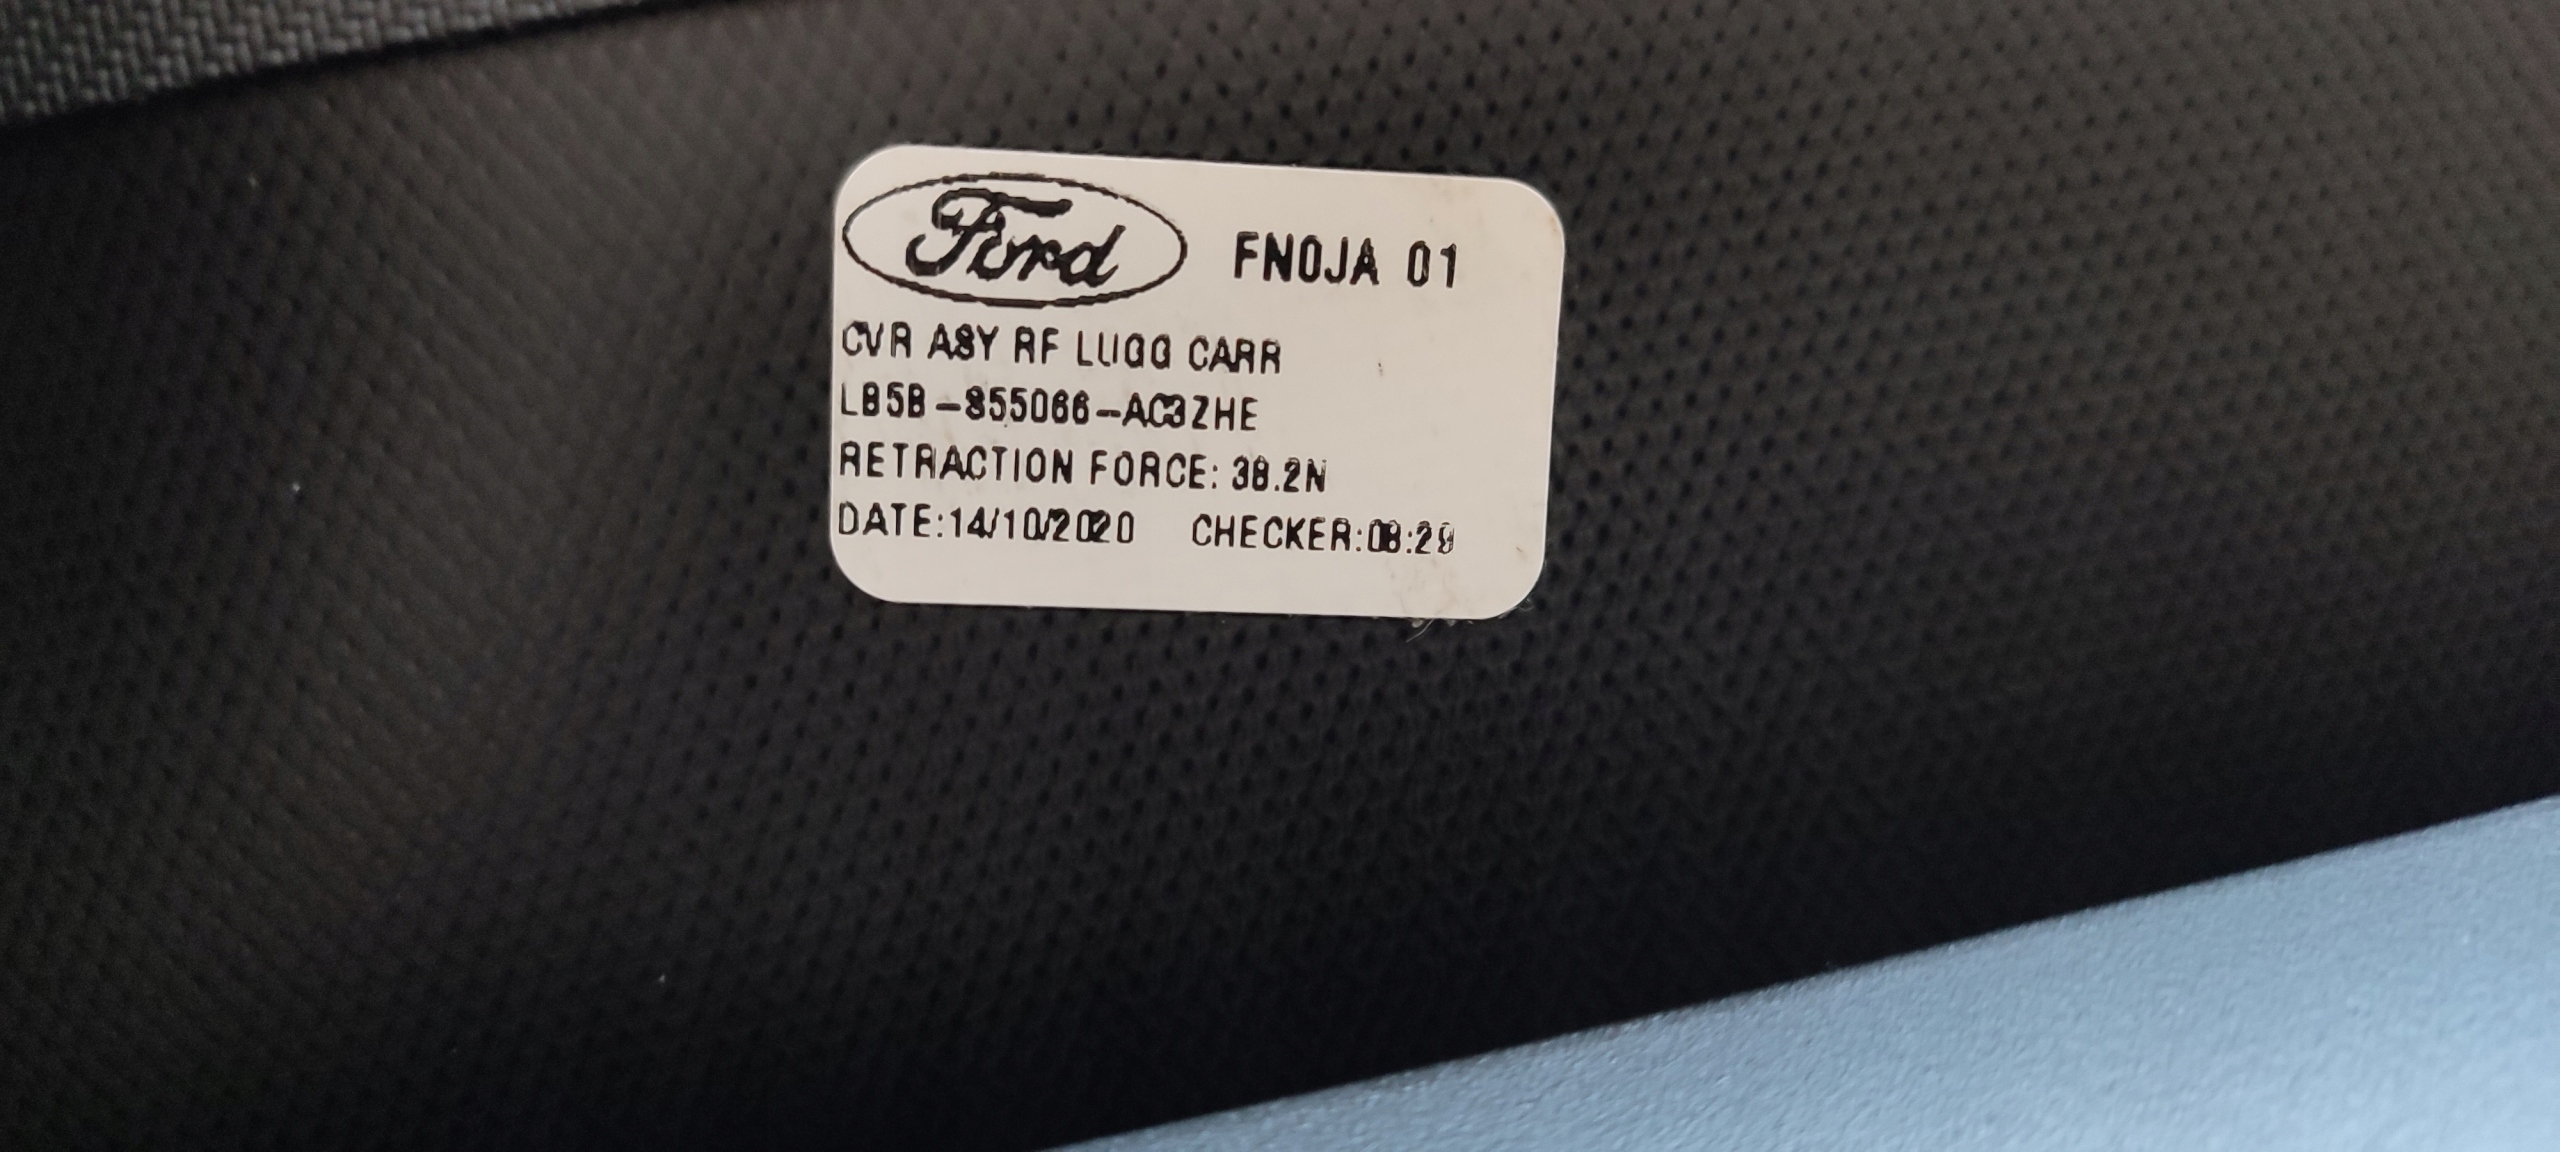 Ford FN0JA 01
CVR ASY RF LUGG CARR
LB5B-S55066-AC3ZHE
RETRACTION FORCE: 38.2N
DATE:14/10/2020 CHECKER:08:29